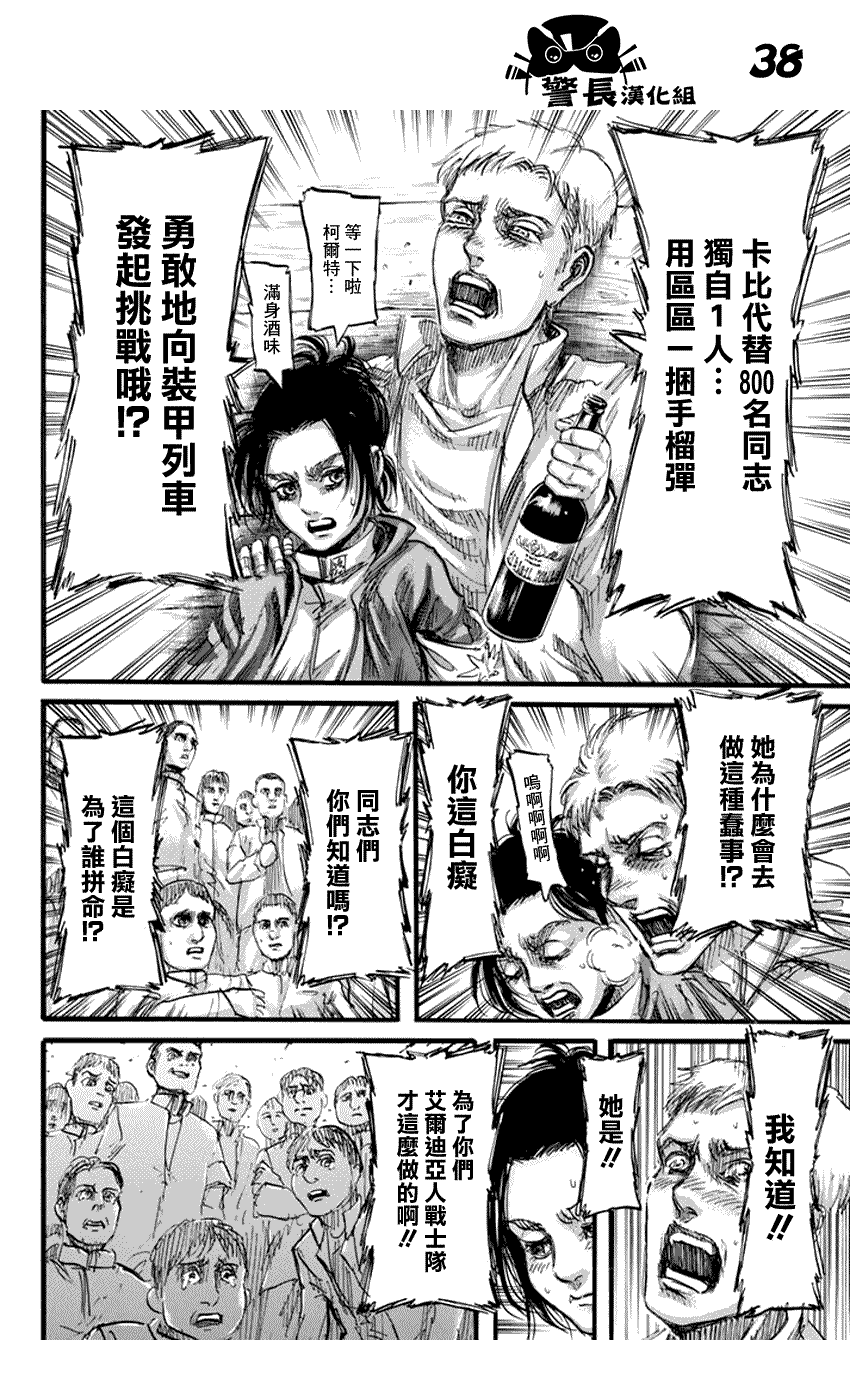 警長漢化組
38
卡比代替800名同志
獨自1人…
用區區一捆手榴彈
等一下啦
柯爾特…
滿身酒味
勇敢地向裝甲列車
發起挑戰哦!?
她為什麼會去
做這種蠢事!?
嗚啊啊啊啊
你這白癡
同志們
你們知道嗎!?
這個白癡是
為了誰拼命!?
我知道!!
她是!!
為了你們
艾爾迪亞人戰士隊
才這麼做的啊!!